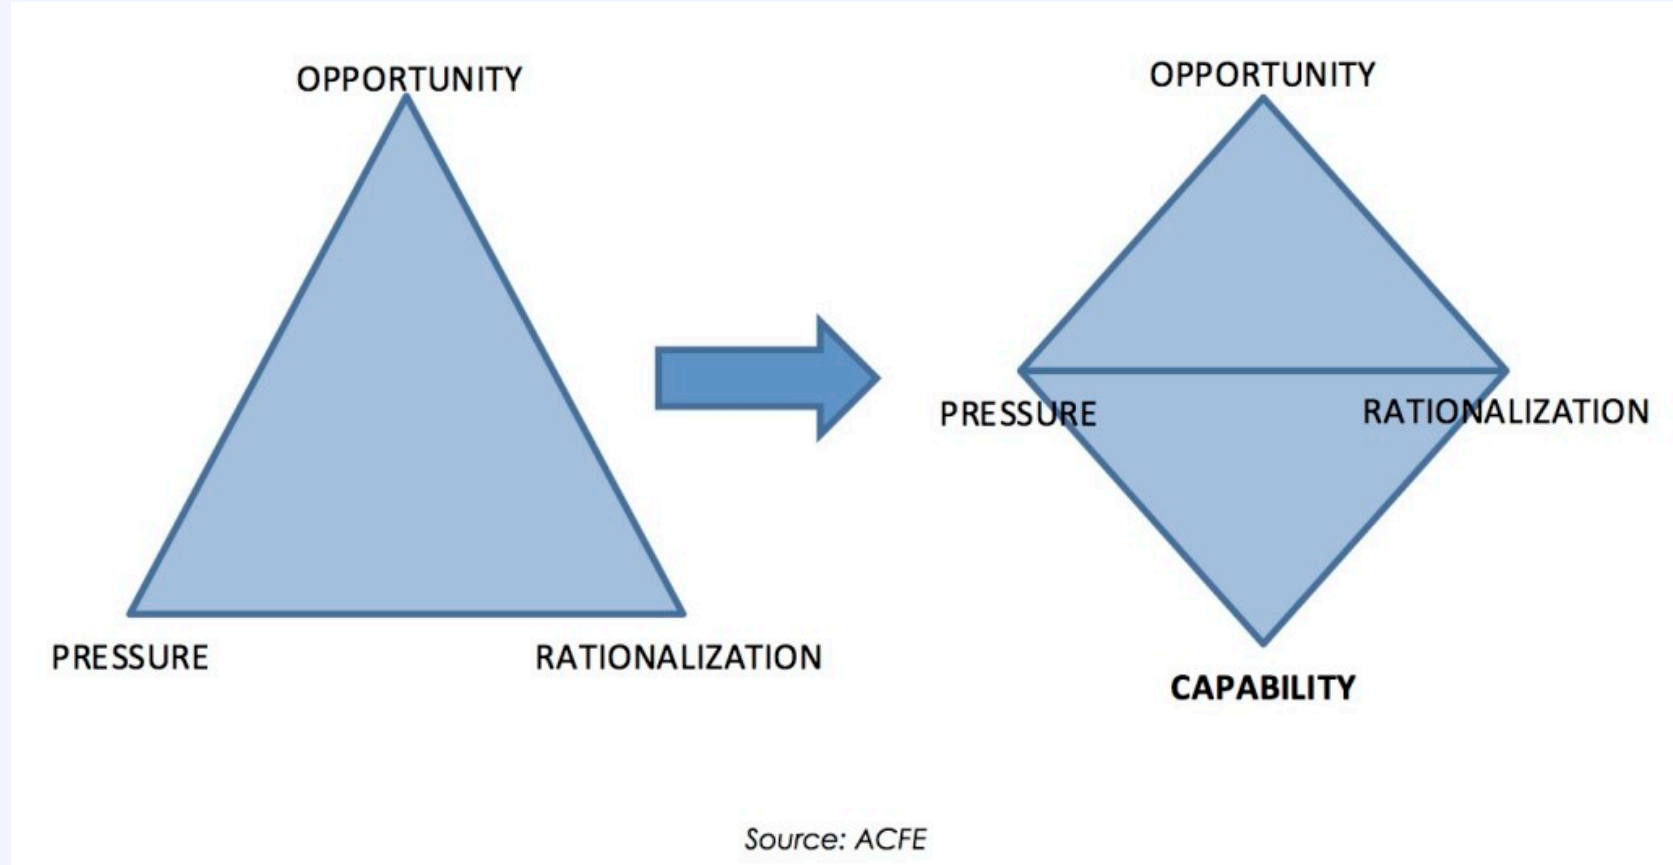 OPPORTUNITY
PRESSURE
RATIONALIZATION
OPPORTUNITY
PRESSURE
RATIONALIZATION
CAPABILITY
Source: ACFE